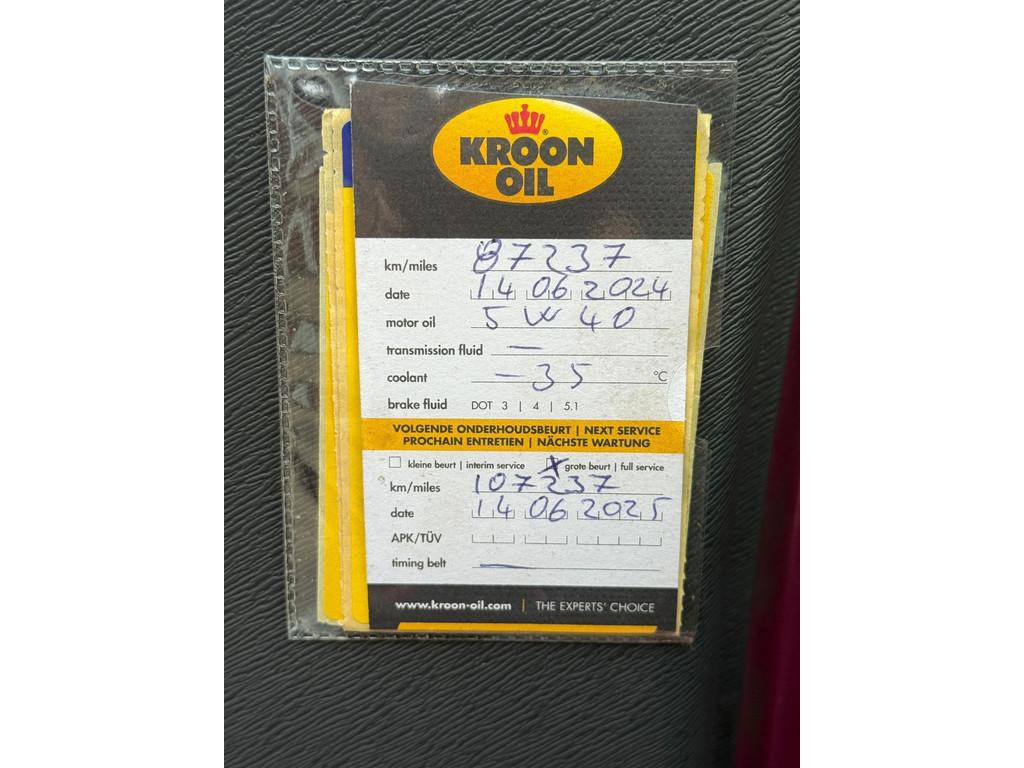 KROON
OIL
km/miles 87237
date 14 06 2024
motor oil 5 W 40
transmission fluid —
coolant -35 °C
brake fluid DOT 3 | 4 | 5.1
VOLGENDE ONDERHOUDSBEURT | NEXT SERVICE
PROCHAIN ENTRETIEN | NÄCHSTE WARTUNG
kleine beurt | interim service grote beurt | full service
km/miles 107237
date 14 06 2025
APK/TÜV
timing belt —
www.kroon-oil.com | THE EXPERTS' CHOICE